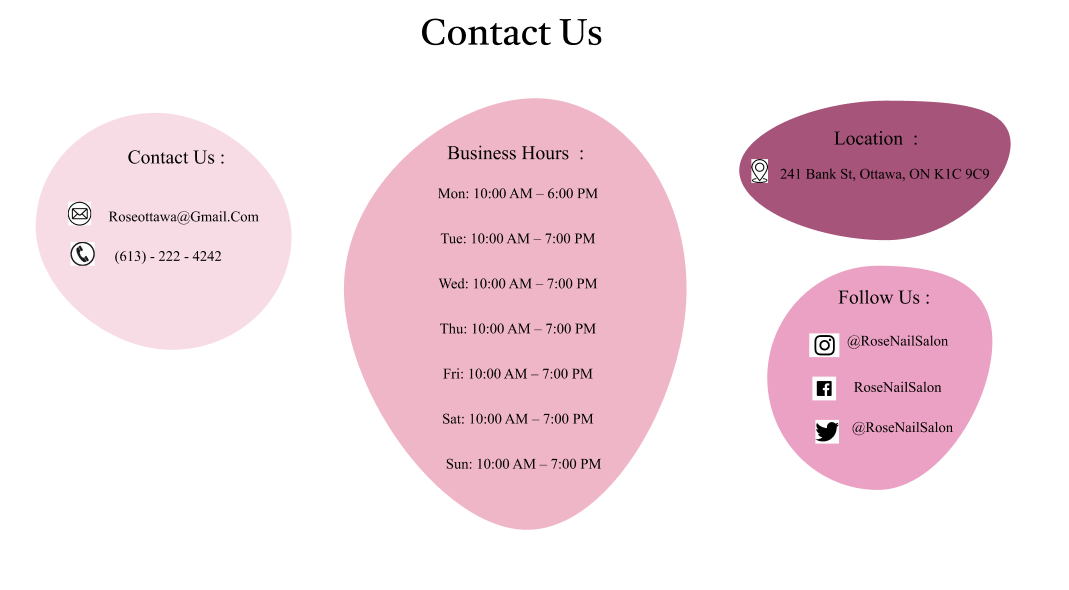 Contact Us
Contact Us :
Roseottawa@Gmail.Com
(613) - 222 - 4242
Business Hours :
Mon: 10:00 AM – 6:00 PM
Tue: 10:00 AM – 7:00 PM
Wed: 10:00 AM – 7:00 PM
Thu: 10:00 AM – 7:00 PM
Fri: 10:00 AM – 7:00 PM
Sat: 10:00 AM – 7:00 PM
Sun: 10:00 AM – 7:00 PM
Location :
241 Bank St, Ottawa, ON K1C 9C9
Follow Us :
@RoseNailSalon
RoseNailSalon
@RoseNailSalon